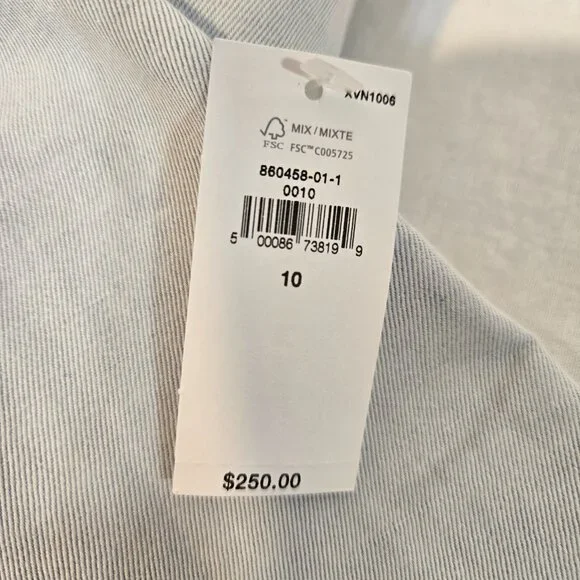 XVN1006
MIX / MIXTE
FSC FSC™ C005725
860458-01-1
0010
5 00086 73819 9
10
$250.00